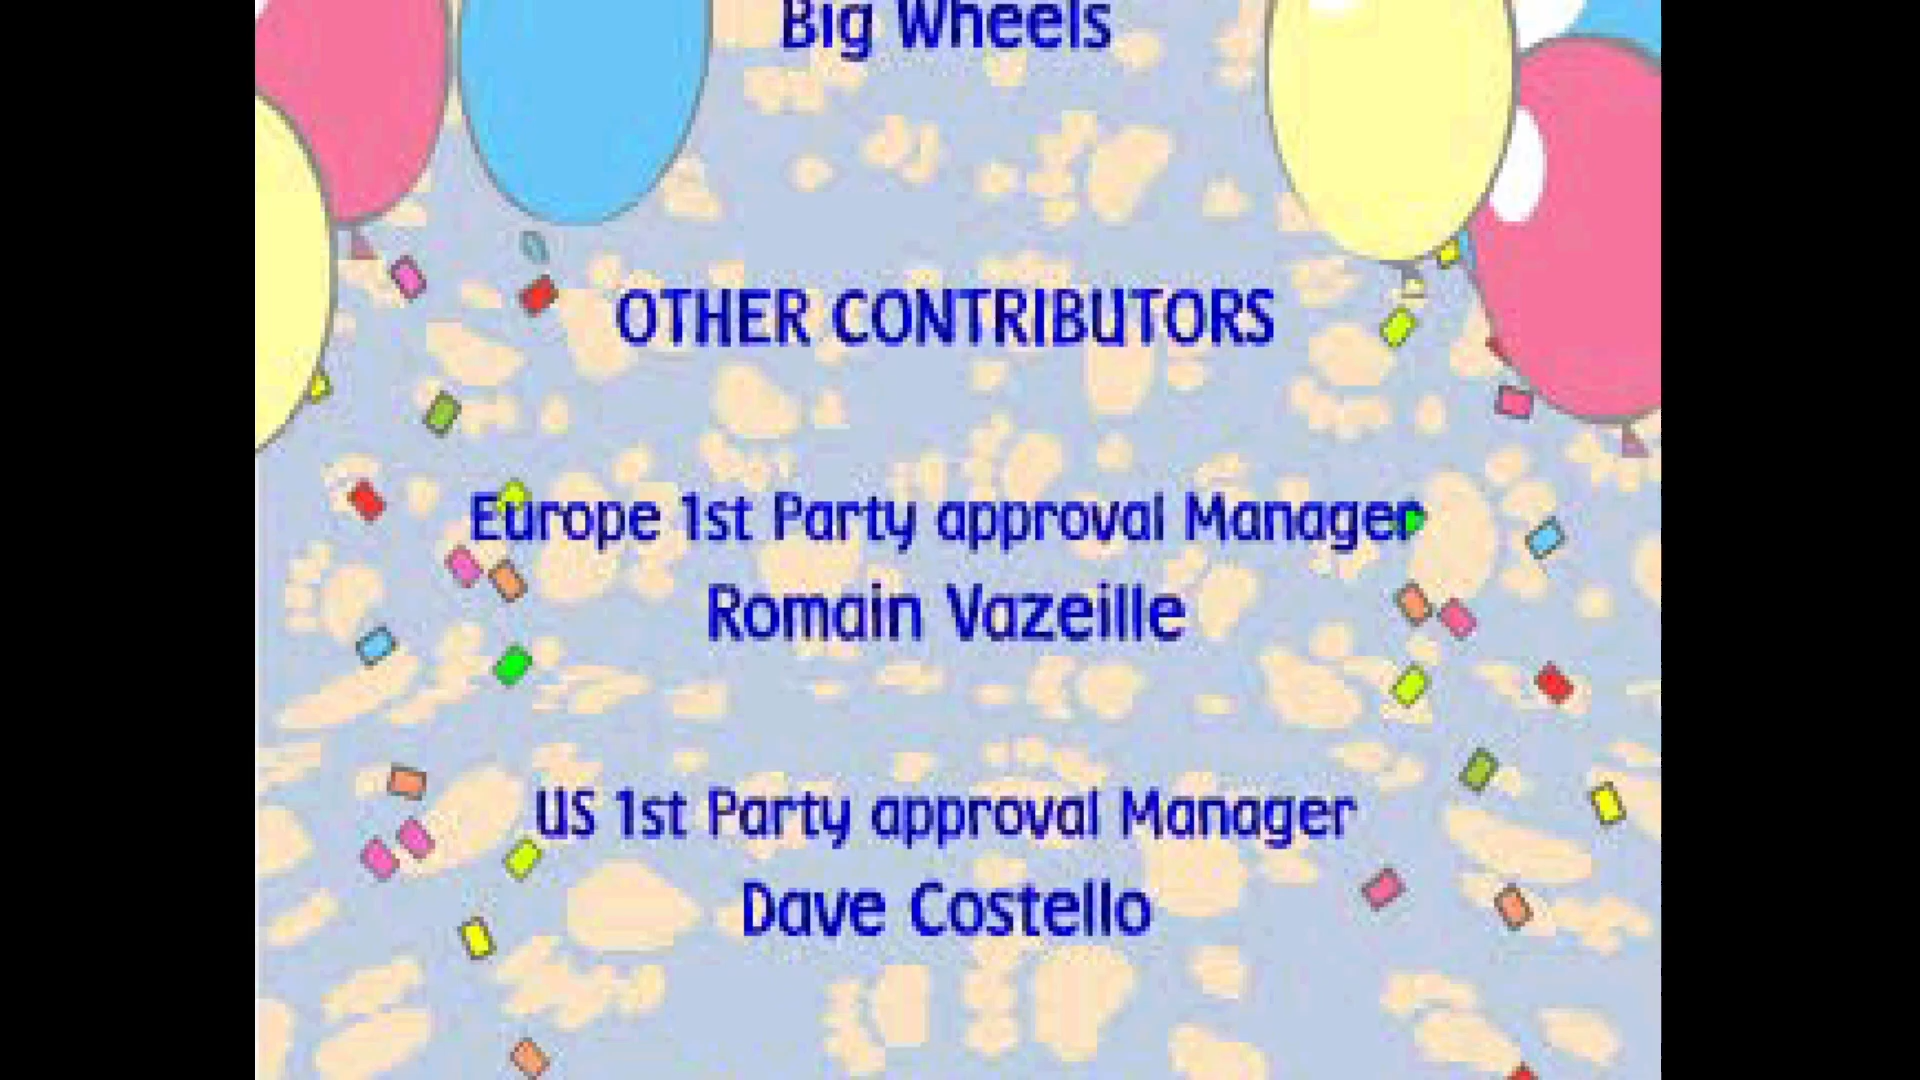 Big Wheels
OTHER CONTRIBUTORS
Europe 1st Party approval Manager
Romain Vazeille
US 1st Party approval Manager
Dave Costello